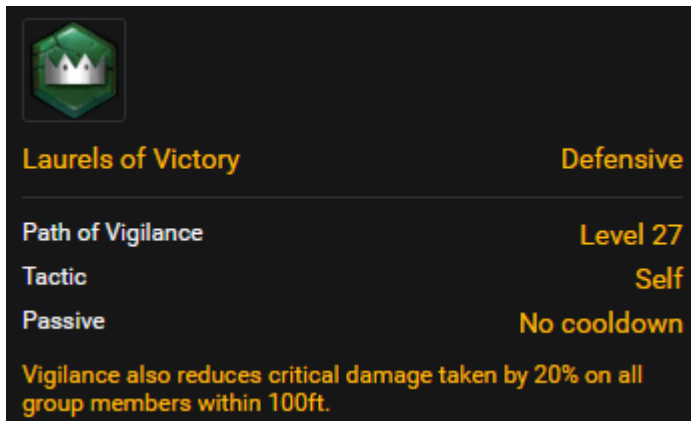 Laurels of Victory Defensive
Path of Vigilance Level 27
Tactic Self
Passive No cooldown
Vigilance also reduces critical damage taken by 20% on all
group members within 100ft.